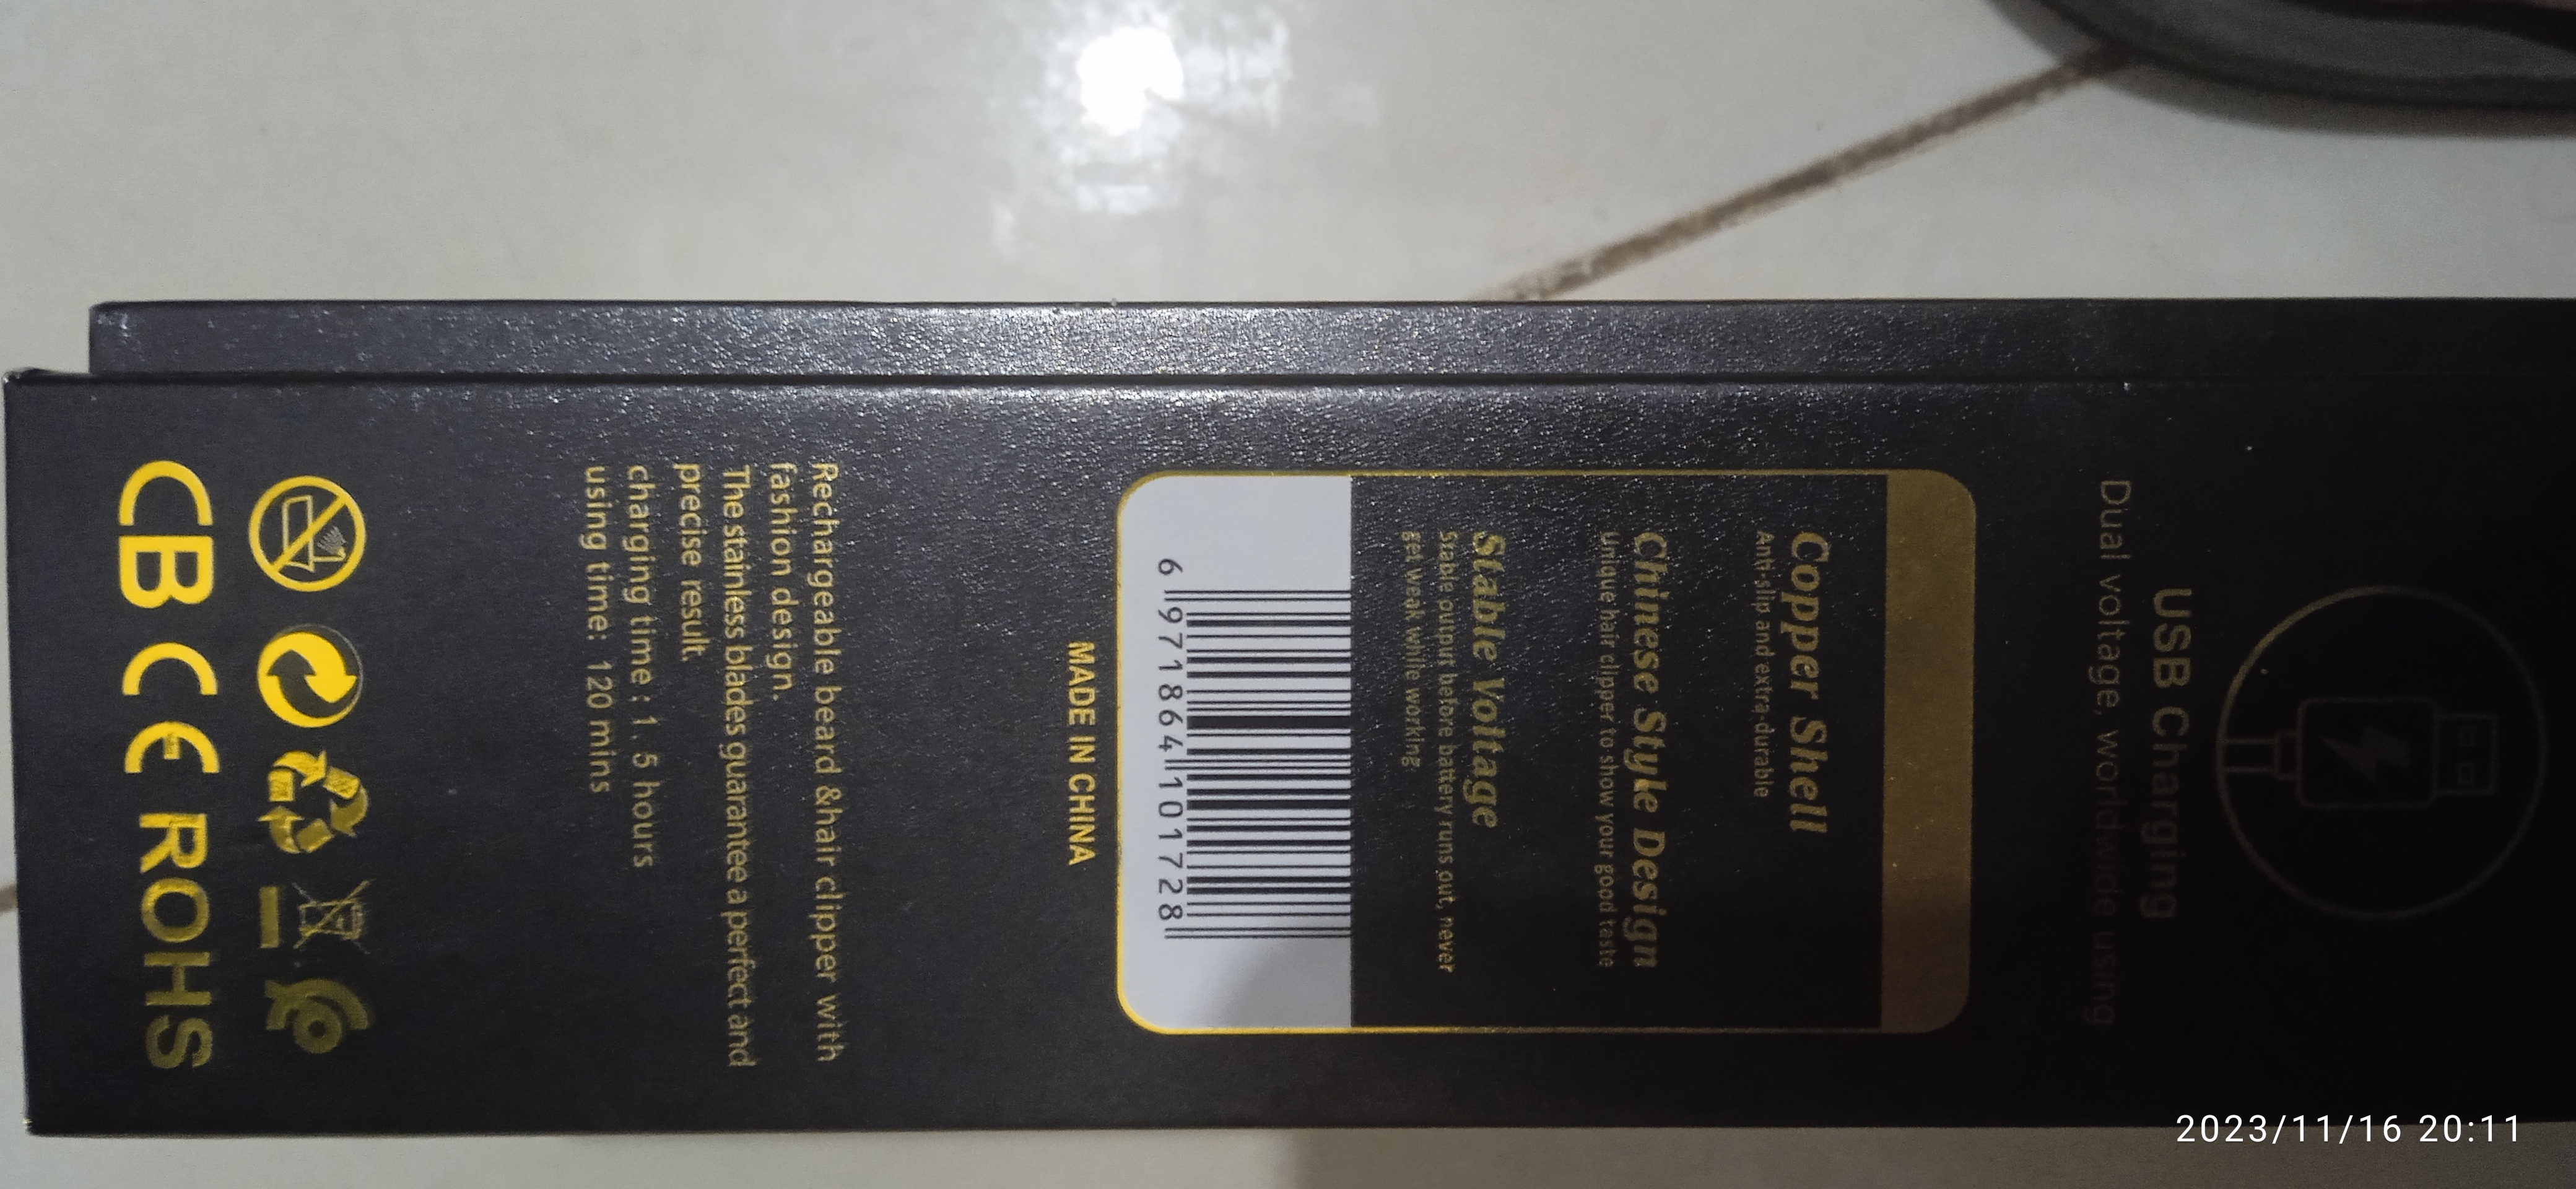 USB Charging
Dual voltage, worldwide using
Copper Shell
Anti-slip and extra-durable
Chinese Style Design
Unique hair clipper to show your good taste
Stable Voltage
Stable output before battery runs out, never
get weak while working.
6 971864 101728
MADE IN CHINA
Rechargeable beard &hair clipper with
fashion design.
The stainless blades guarantee a perfect and
precise result.
charging time : 1. 5 hours
using time: 120 mins
CB CE ROHS
2023/11/16 20:11